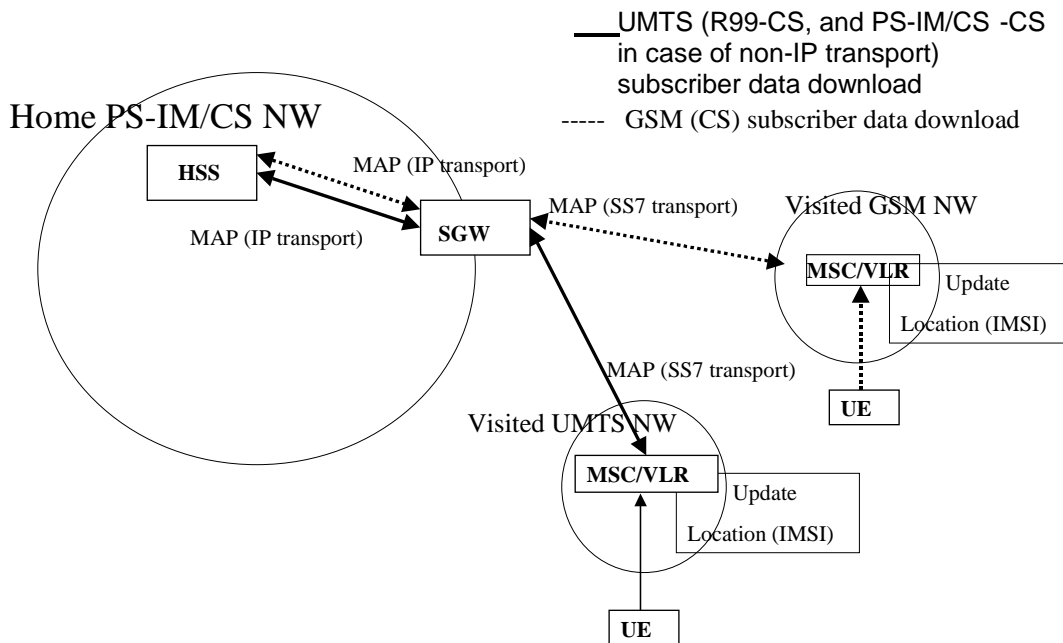 UMTS (R99-CS, and PS-IM/CS -CS
in case of non-IP transport)
subscriber data download
----- GSM (CS) subscriber data download
Home PS-IM/CS NW
HSS
MAP (IP transport)
MAP (IP transport)
SGW
MAP (SS7 transport)
Visited GSM NW
MSC/VLR
Update
Location (IMSI)
UE
MAP (SS7 transport)
Visited UMTS NW
MSC/VLR
Update
Location (IMSI)
UE